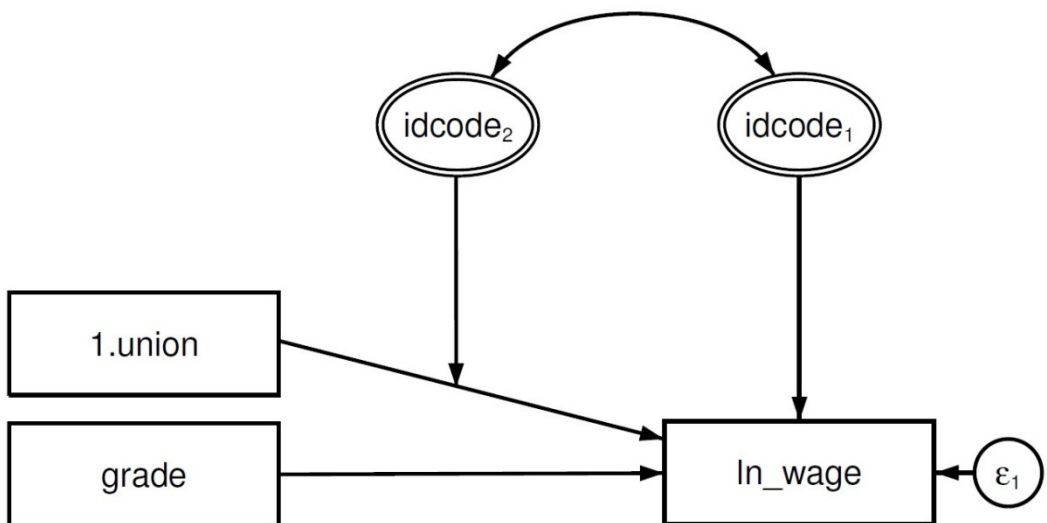 idcode₂ idcode₁
1.union
grade ln_wage ε₁